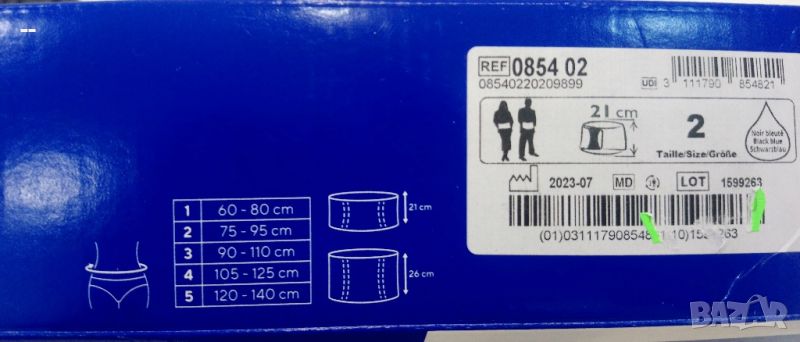 REF 0854 02
08540220209899
UDI 3 111790 854821
21 cm
2
Taille/Size/Größe
Noir bleuté
Black blue
Schwarzblau
2023-07 MD LOT 1599263
1 60 - 80 cm
2 75 - 95 cm
3 90 - 110 cm
4 105 - 125 cm
5 120 - 140 cm
21 cm
26 cm
BAZAR